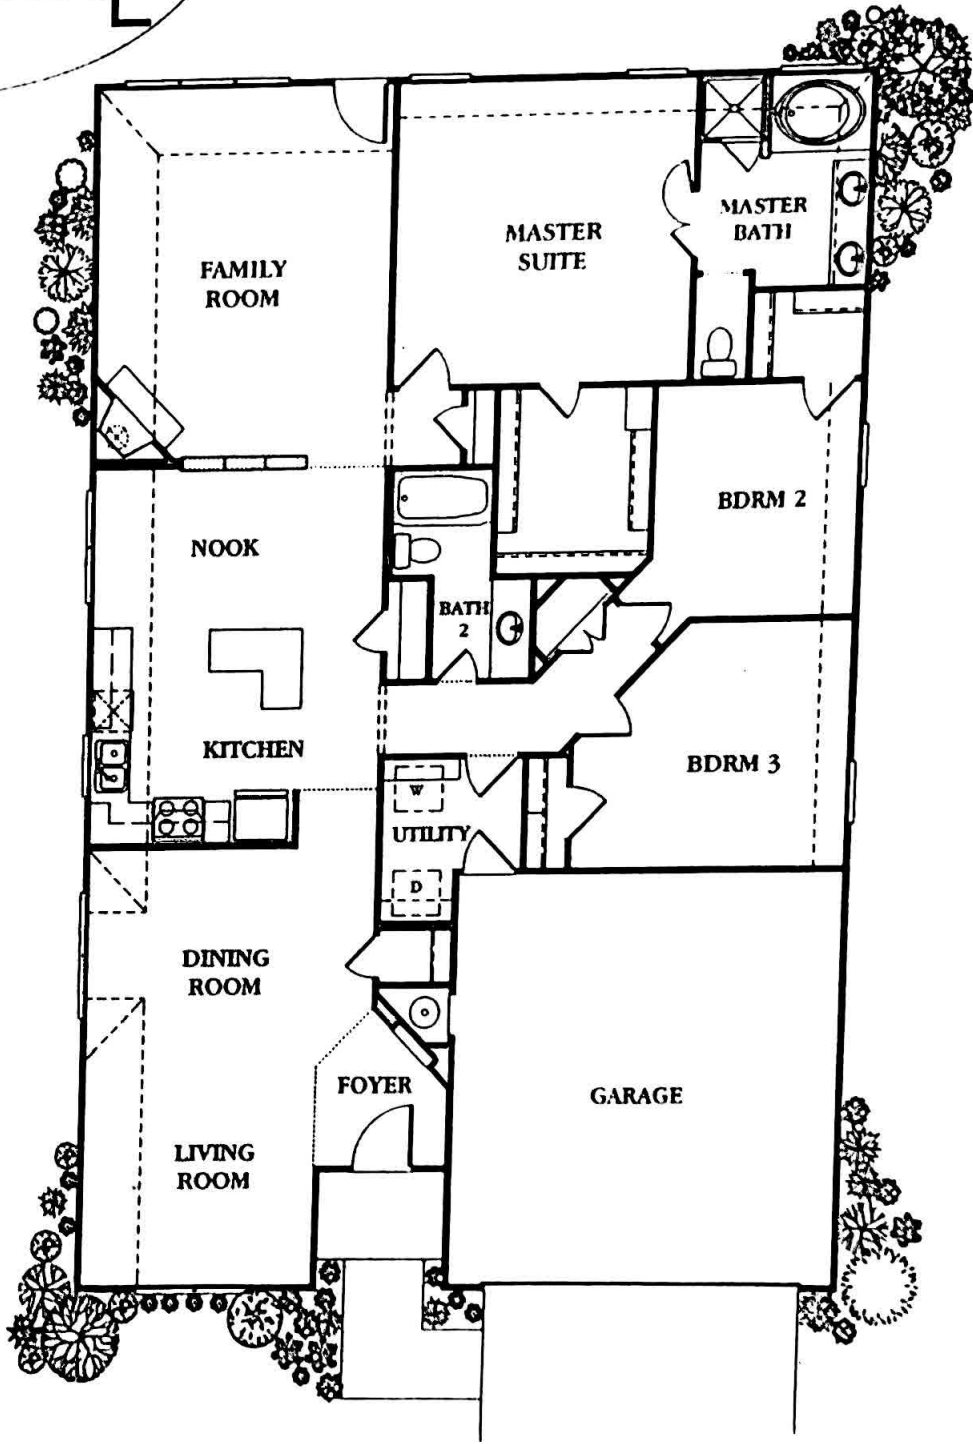 FAMILY
ROOM
MASTER
SUITE
MASTER
BATH
BDRM 2
NOOK
BATH
2
KITCHEN
BDRM 3
W
UTILITY
D
DINING
ROOM
FOYER
GARAGE
LIVING
ROOM